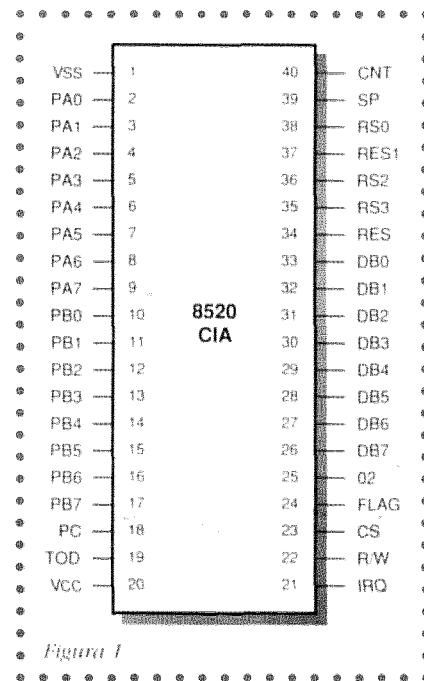 VSS 1 40 CNT
PA0 2 39 SP
PA1 3 38 RS0
PA2 4 37 RES1
PA3 5 36 RS2
PA4 6 35 RS3
PA5 7 34 RES
PA6 8 33 DB0
PA7 9 32 DB1
PB0 10 31 DB2
PB1 11 30 DB3
PB2 12 29 DB4
PB3 13 28 DB5
PB4 14 27 DB6
PB5 15 26 DB7
PB6 16 25 02
PB7 17 24 FLAG
PC 18 23 CS
TOD 19 22 R/W
VCC 20 21 IRQ
8520
CIA
Figura 1